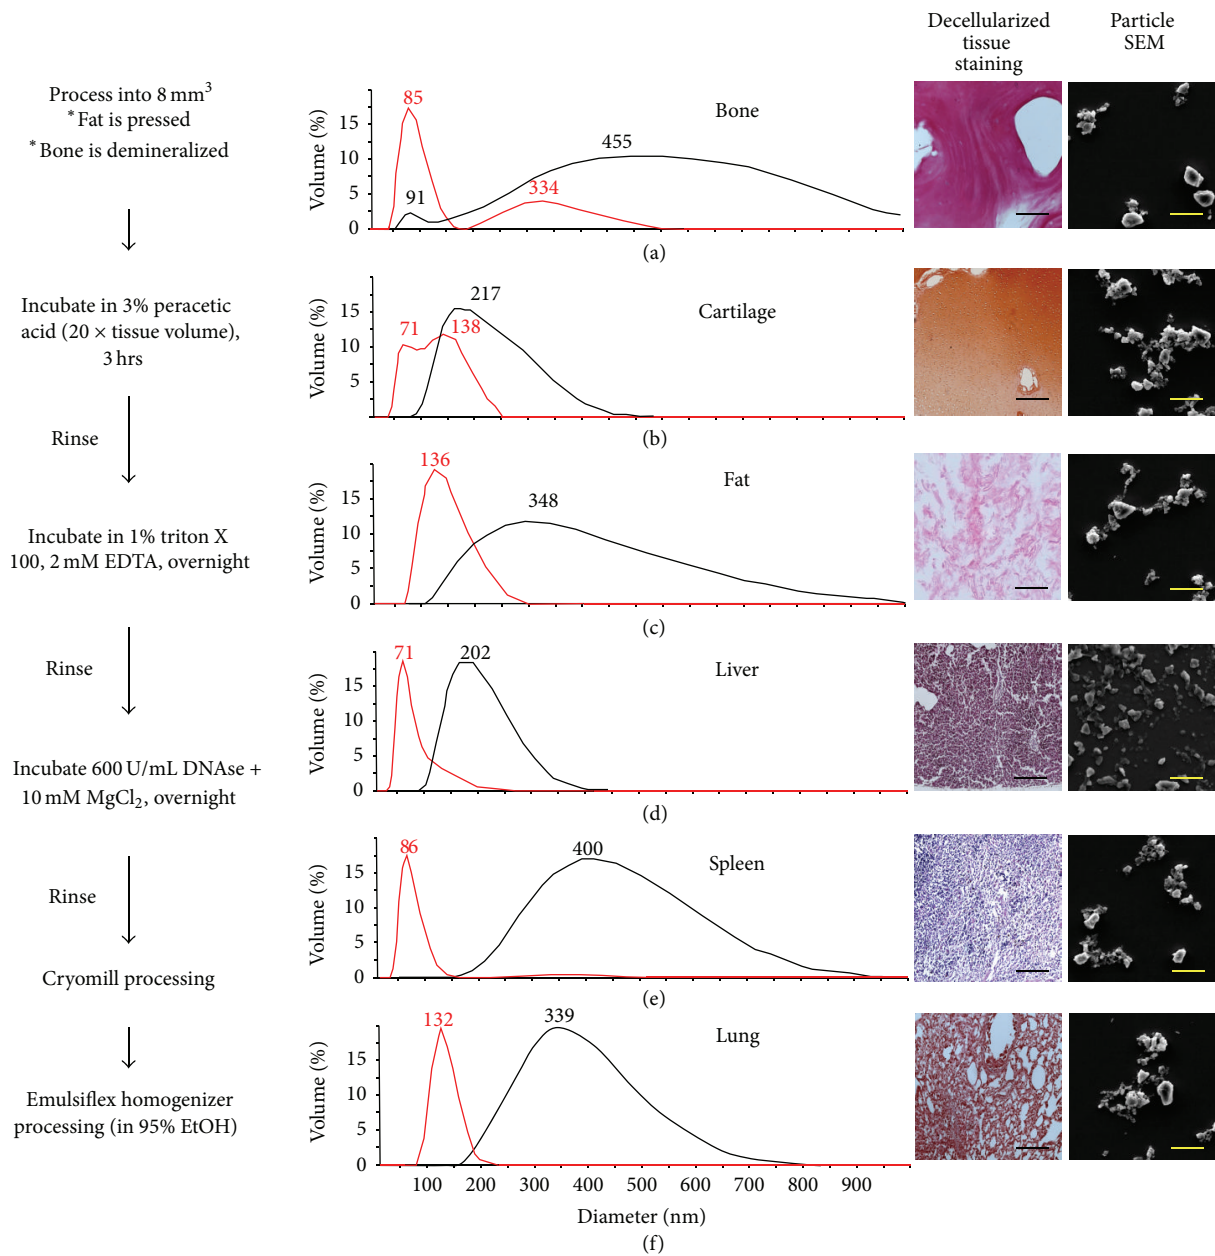 Process into 8 mm³
*Fat is pressed
*Bone is demineralized
Incubate in 3% peracetic
acid (20 × tissue volume),
3 hrs
Rinse
Incubate in 1% triton X
100, 2 mM EDTA, overnight
Rinse
Incubate 600 U/mL DNAse +
10 mM MgCl₂, overnight
Rinse
Cryomill processing
Emulsiflex homogenizer
processing (in 95% EtOH)
Decellularized
tissue
staining
Particle
SEM
Volume (%)
15
10
5
0
85
91
334
455
Bone
(a)
Volume (%)
15
10
5
71
138
217
Cartilage
(b)
Volume (%)
15
10
5
0
136
348
Fat
(c)
Volume (%)
15
10
5
0
71
202
Liver
(d)
Volume (%)
15
10
5
0
86
400
Spleen
(e)
Volume (%)
15
10
5
0
132
339
Lung
100 200 300 400 500 600 700 800 900
Diameter (nm)
(f)